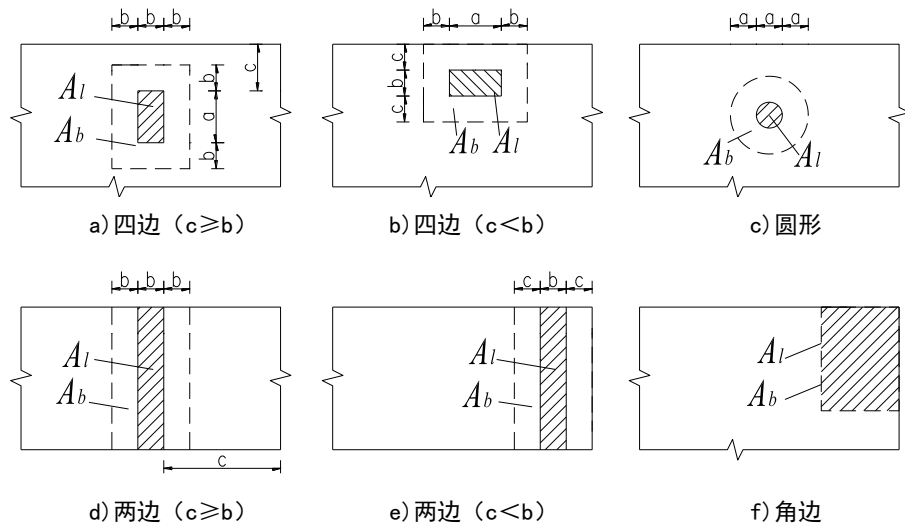 b b b
c
b
a
b
Al
Ab
a)四边（c≥b）
b a b
c
b
c
Ab Al
b)四边（c<b）
a a a
Ab Al
c)圆形
b b b
Al
Ab
c
d)两边（c≥b）
c b c
Al
Ab
e)两边（c<b）
Al
Ab
f)角边